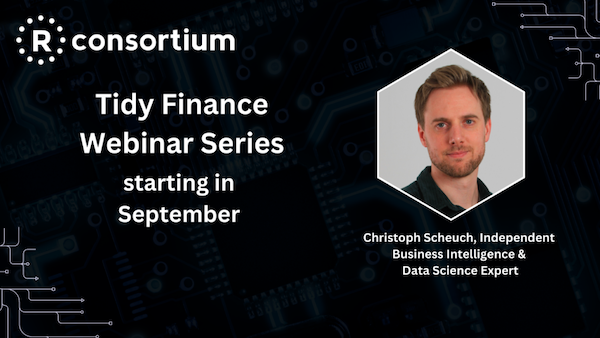 R consortium
Tidy Finance
Webinar Series
starting in
September
Christoph Scheuch, Independent
Business Intelligence &
Data Science Expert